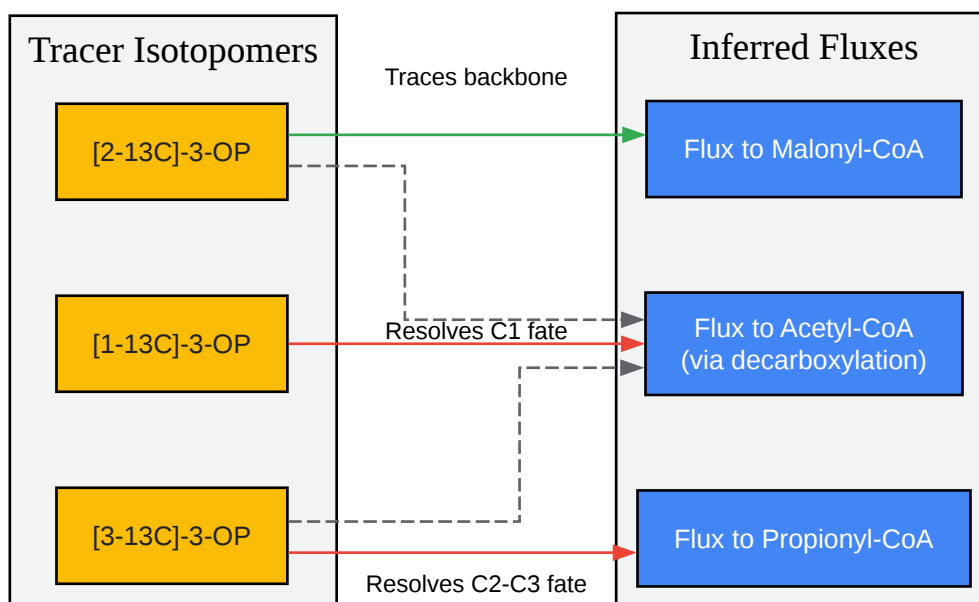 Tracer Isotopomers
Inferred Fluxes
Traces backbone
[2-13C]-3-OP
Flux to Malonyl-CoA
[1-13C]-3-OP
Resolves C1 fate
Flux to Acetyl-CoA
(via decarboxylation)
[3-13C]-3-OP
Flux to Propionyl-CoA
Resolves C2-C3 fate